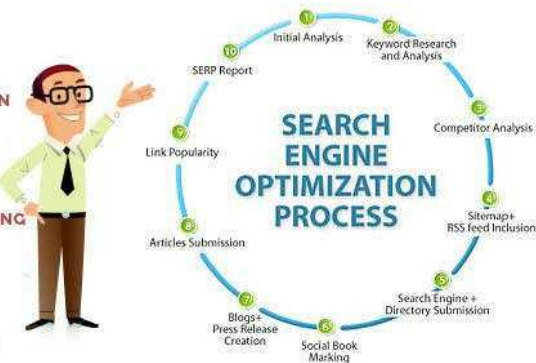 1
Initial Analysis
2
Keyword Research
and Analysis
3
Competitor Analysis
4
Sitemap+
RSS feed Inclusion
5
Search Engine +
Directory Submission
6
Social Book
Marking
7
Blogs+
Press Release
Creation
8
Articles Submission
9
Link Popularity
10
SERP Report
SEARCH
ENGINE
OPTIMIZATION
PROCESS
N
NG